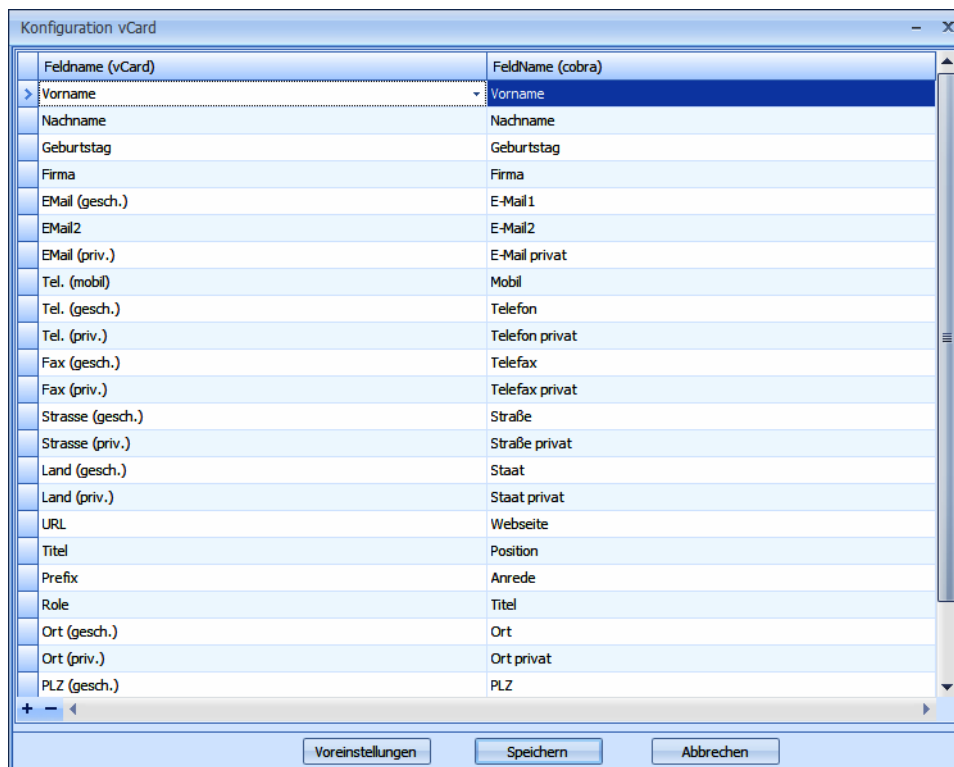 Konfiguration vCard
Feldname (vCard) FeldName (cobra)
Vorname Vorname
Nachname Nachname
Geburtstag Geburtstag
Firma Firma
EMail (gesch.) E-Mail1
EMail2 E-Mail2
EMail (priv.) E-Mail privat
Tel. (mobil) Mobil
Tel. (gesch.) Telefon
Tel. (priv.) Telefon privat
Fax (gesch.) Telefax
Fax (priv.) Telefax privat
Strasse (gesch.) Straße
Strasse (priv.) Straße privat
Land (gesch.) Staat
Land (priv.) Staat privat
URL Webseite
Titel Position
Prefix Anrede
Role Titel
Ort (gesch.) Ort
Ort (priv.) Ort privat
PLZ (gesch.) PLZ
Voreinstellungen Speichern Abbrechen